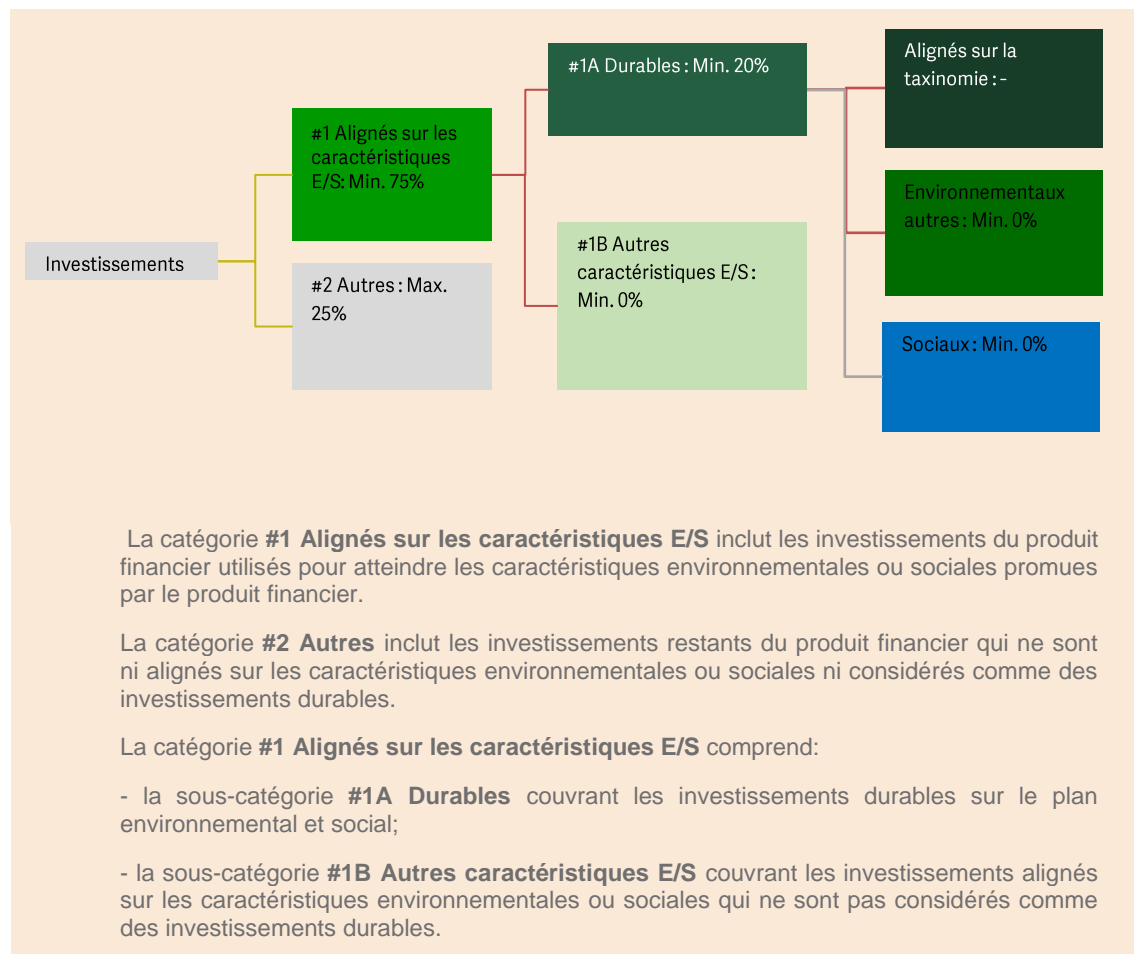 Investissements
#1 Alignés sur les
caractéristiques
E/S: Min. 75%
#2 Autres : Max.
25%
#1A Durables : Min. 20%
#1B Autres
caractéristiques E/S :
Min. 0%
Alignés sur la
taxinomie : -
Environnementaux
autres : Min. 0%
Sociaux : Min. 0%
La catégorie #1 Alignés sur les caractéristiques E/S inclut les investissements du produit
financier utilisés pour atteindre les caractéristiques environnementales ou sociales promues
par le produit financier.
La catégorie #2 Autres inclut les investissements restants du produit financier qui ne sont
ni alignés sur les caractéristiques environnementales ou sociales ni considérés comme des
investissements durables.
La catégorie #1 Alignés sur les caractéristiques E/S comprend:
- la sous-catégorie #1A Durables couvrant les investissements durables sur le plan
environnemental et social;
- la sous-catégorie #1B Autres caractéristiques E/S couvrant les investissements alignés
sur les caractéristiques environnementales ou sociales qui ne sont pas considérés comme
des investissements durables.